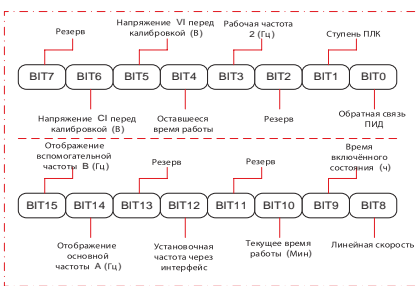 Резерв
Напряжение VI перед
калибровкой (В)
Рабочая частота
2 (Гц)
Ступень ПЛК
BIT7 BIT6 BIT5 BIT4 BIT3 BIT2 BIT1 BIT0
Напряжение CI перед
калибровкой (В)
Оставшееся
время работы
Резерв
Обратная связь
ПИД
Отображение
вспомогательной
частоты B (Гц)
Резерв
Резерв
Время
включённого
состояния (ч)
BIT15 BIT14 BIT13 BIT12 BIT11 BIT10 BIT9 BIT8
Отображение
основной
частоты A (Гц)
Установочная
частота через
интерфейс
Текущее время
работы (Мин)
Линейная скорость